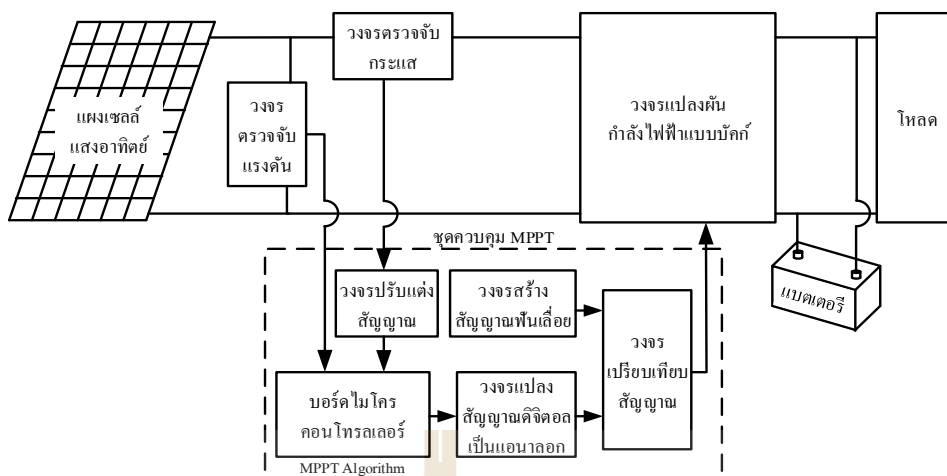 วงจรตรวจจับ
กระแส
แผงเซลล์
แสงอาทิตย์
วงจร
ตรวจจับ
แรงดัน
วงจรแปลงผัน
กำลังไฟฟ้าแบบบัคก์
โหลด
แบตเตอรี
ชุดควบคุม MPPT
วงจรปรับแต่ง
สัญญาณ
วงจรสร้าง
สัญญาณฟันเลื่อย
วงจร
เปรียบเทียบ
สัญญาณ
บอร์ดไมโคร
คอนโทรลเลอร์
วงจรแปลง
สัญญาณดิจิตอล
เป็นแอนาลอก
MPPT Algorithm